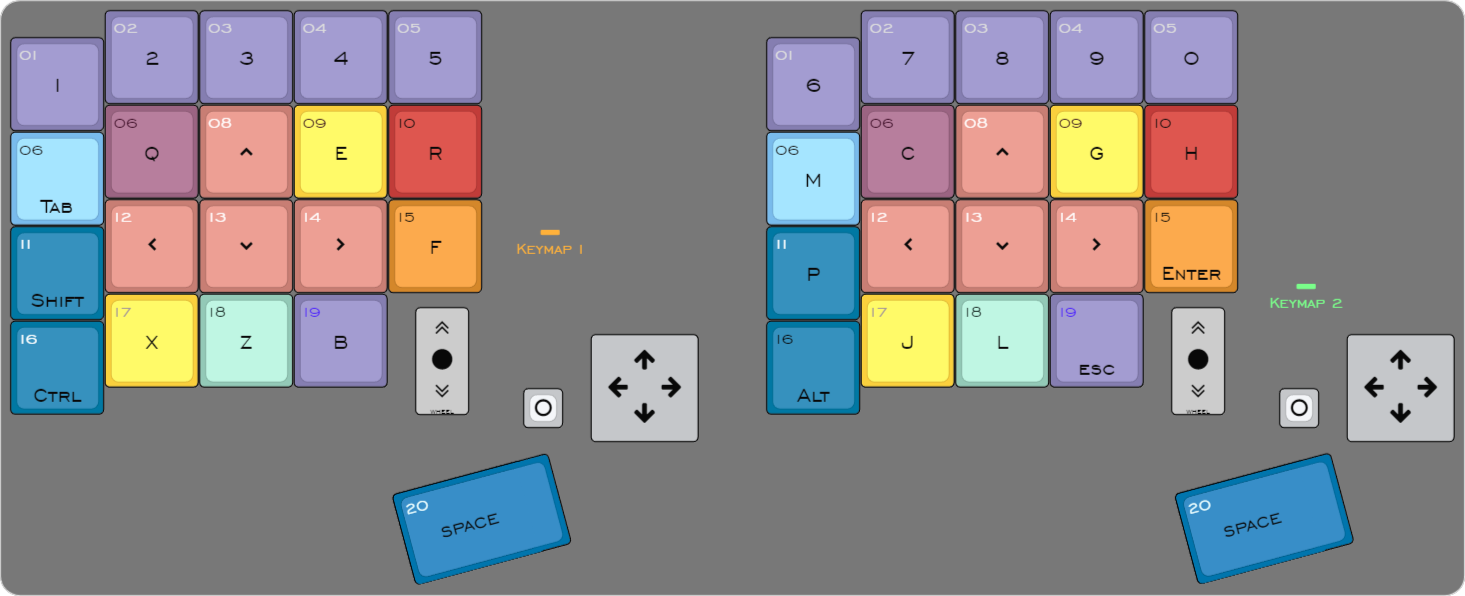 02 03 04 05
01 2 3 4 5
1
06 08 09 10
06 Q ^ E R
TAB
12 13 14 15
11 < ⌄ > F
SHIFT
KEYMAP 1
17 18 19
16 X Z B
CTRL
WHEEL
20
SPACE
02 03 04 05
01 7 8 9 0
6
06 08 09 10
06 C ^ G H
M
12 13 14 15
11 < ⌄ >
P ENTER
KEYMAP 2
17 18 19
16 J L
ESC
ALT
WHEEL
20
SPACE